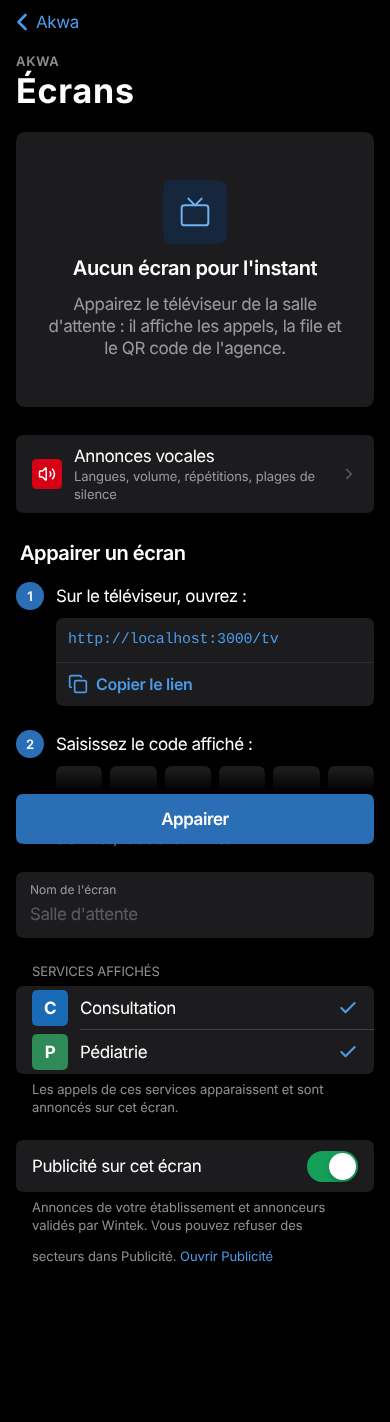 Akwa
AKWA
Écrans
Aucun écran pour l'instant
Appairez le téléviseur de la salle
d'attente : il affiche les appels, la file et
le QR code de l'agence.
Annonces vocales
Langues, volume, répétitions, plages de
silence
Appairer un écran
1 Sur le téléviseur, ouvrez :
http://localhost:3000/tv
Copier le lien
2 Saisissez le code affiché :
Appairer
Nom de l'écran
Salle d'attente
SERVICES AFFICHÉS
C Consultation
P Pédiatrie
Les appels de ces services apparaissent et sont
annoncés sur cet écran.
Publicité sur cet écran
Annonces de votre établissement et annonceurs
validés par Wintek. Vous pouvez refuser des
secteurs dans Publicité. Ouvrir Publicité